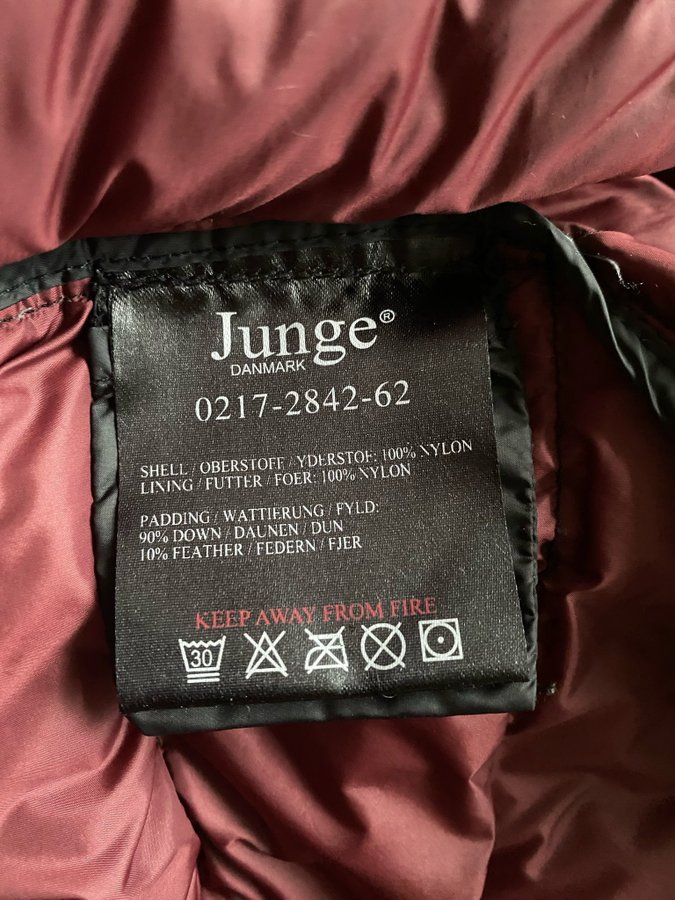 Junge®
DANMARK
0217-2842-62
SHELL / OBERSTOFF / YDERSTOF: 100% NYLON
LINING / FUTTER / FOER: 100% NYLON
PADDING / WATTIERUNG / FYLD:
90% DOWN / DAUNEN / DUN
10% FEATHER / FEDERN / FJER
KEEP AWAY FROM FIRE
30